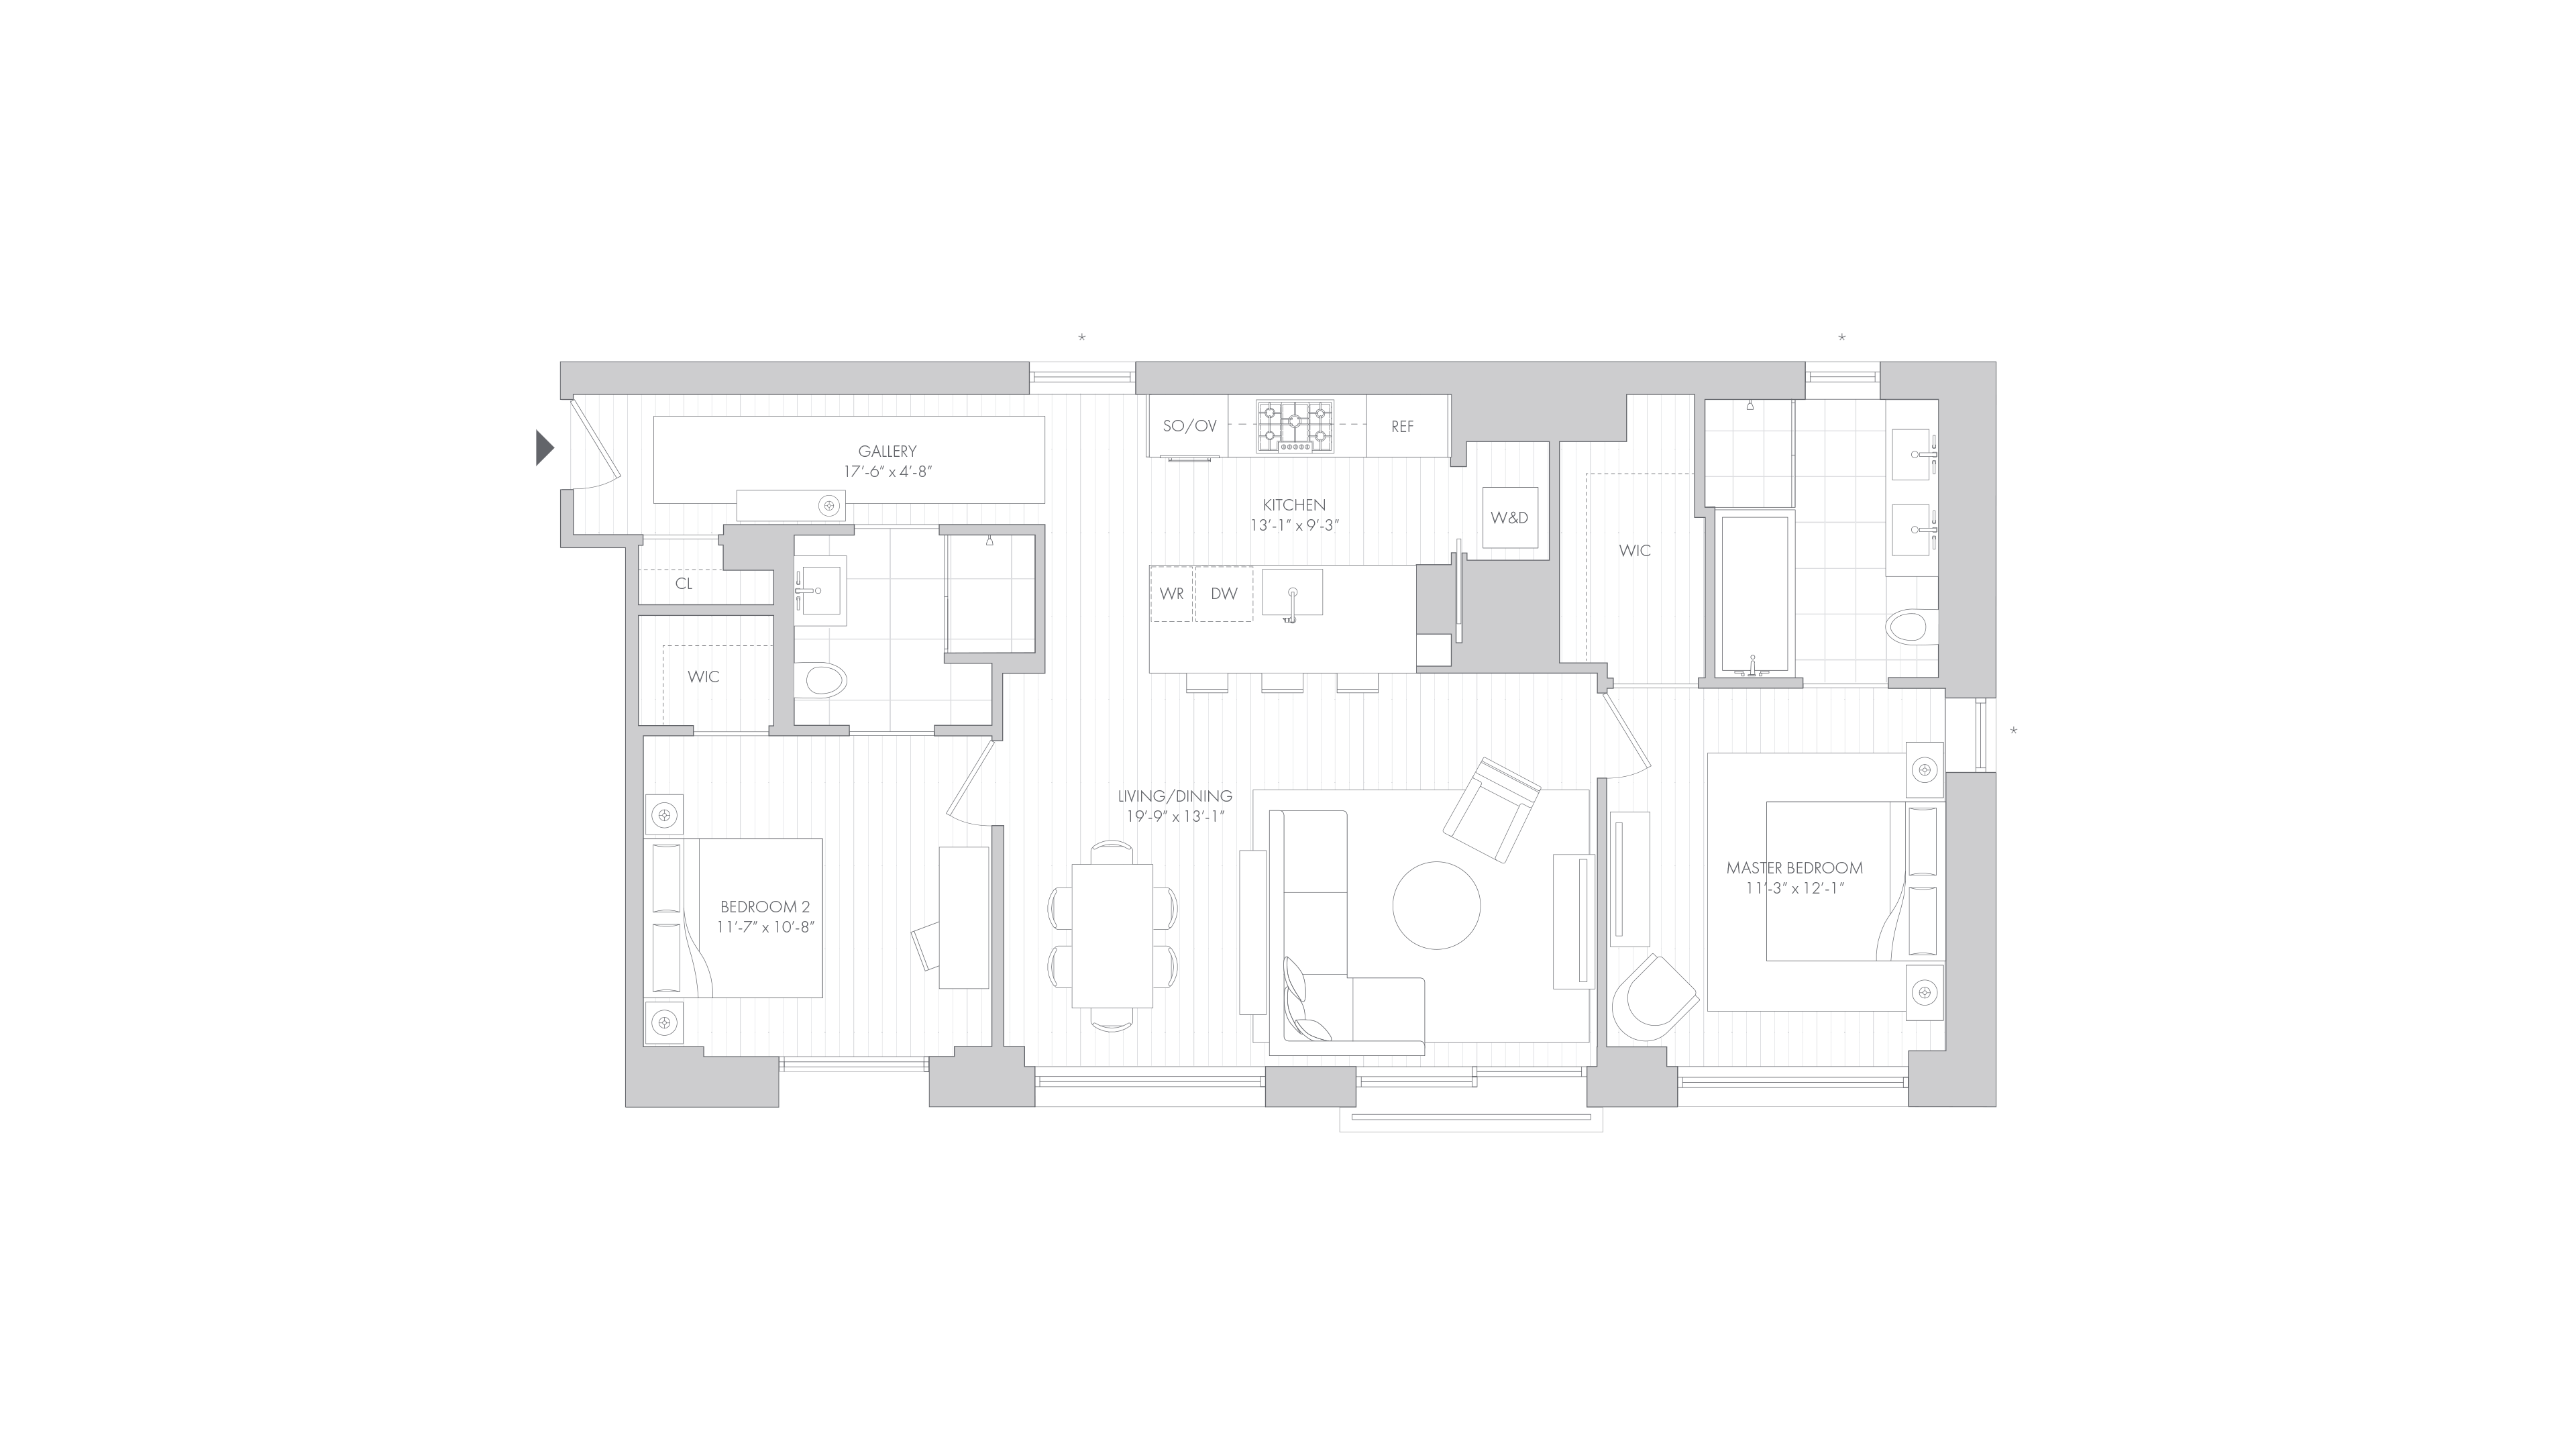 *
*
GALLERY
17’-6” x 4’-8”
SO/OV
REF
KITCHEN
13’-1” x 9’-3”
W&D
WIC
CL
WR
DW
WIC
*
LIVING/DINING
19’-9” x 13’-1”
MASTER BEDROOM
11’-3” x 12’-1”
BEDROOM 2
11’-7” x 10’-8”